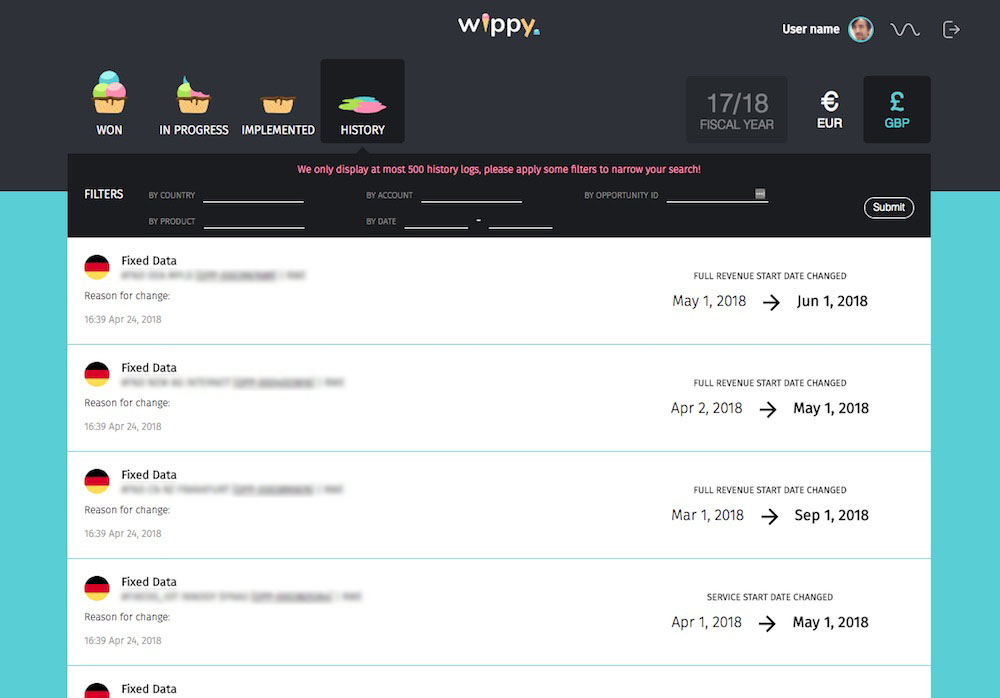 wippy.
User name
WON
IN PROGRESS
IMPLEMENTED
HISTORY
17/18
FISCAL YEAR
€
EUR
£
GBP
We only display at most 500 history logs, please apply some filters to narrow your search!
FILTERS
BY COUNTRY
BY ACCOUNT
BY OPPORTUNITY ID
BY PRODUCT
BY DATE
-
Submit
Fixed Data
Reason for change:
16:39 Apr 24, 2018
FULL REVENUE START DATE CHANGED
May 1, 2018 → Jun 1, 2018
Fixed Data
Reason for change:
16:39 Apr 24, 2018
FULL REVENUE START DATE CHANGED
Apr 2, 2018 → May 1, 2018
Fixed Data
Reason for change:
16:39 Apr 24, 2018
FULL REVENUE START DATE CHANGED
Mar 1, 2018 → Sep 1, 2018
Fixed Data
Reason for change:
16:39 Apr 24, 2018
SERVICE START DATE CHANGED
Apr 1, 2018 → May 1, 2018
Fixed Data